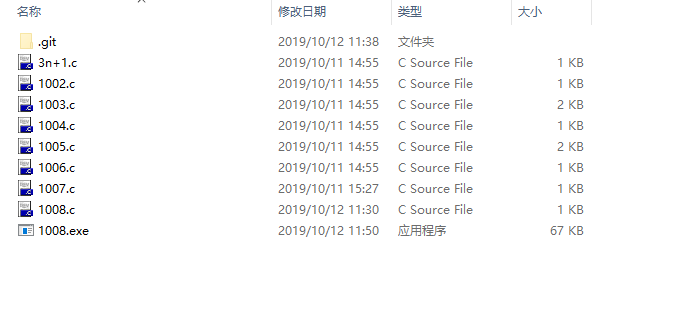 名称 修改日期 类型 大小
.git 2019/10/12 11:38 文件夹
3n+1.c 2019/10/11 14:55 C Source File 1 KB
1002.c 2019/10/11 14:55 C Source File 1 KB
1003.c 2019/10/11 14:55 C Source File 2 KB
1004.c 2019/10/11 14:55 C Source File 1 KB
1005.c 2019/10/11 14:55 C Source File 2 KB
1006.c 2019/10/11 14:55 C Source File 1 KB
1007.c 2019/10/11 15:27 C Source File 1 KB
1008.c 2019/10/12 11:30 C Source File 1 KB
1008.exe 2019/10/12 11:50 应用程序 67 KB